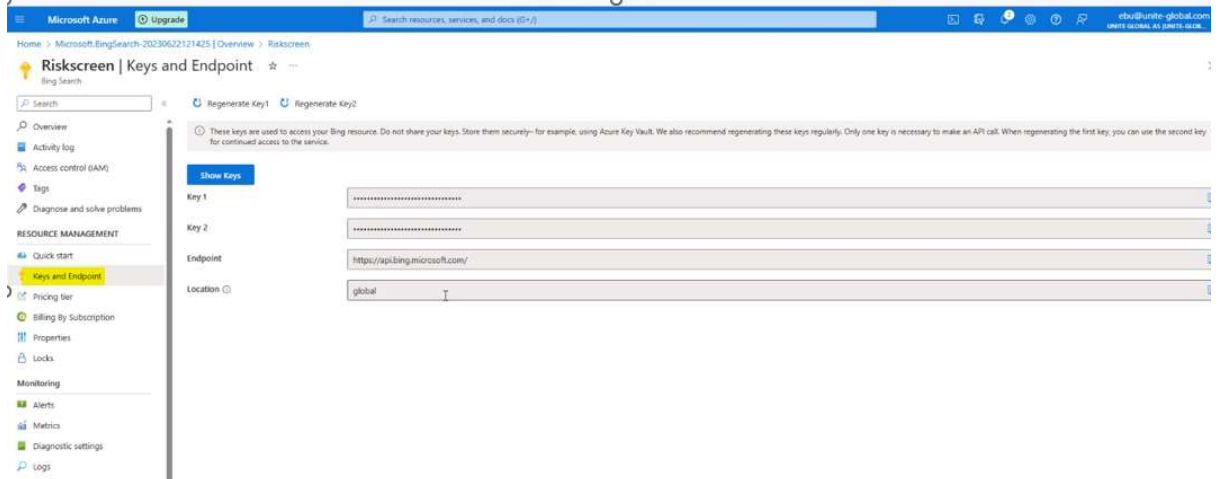 Microsoft Azure
Upgrade
Search resources, services, and docs (G+/)
1
ebu@unite-global.com
UNITE GLOBAL AS (UNITE-GLOB...
Home > Microsoft.BingSearch-20230622121425 | Overview > Riskscreen
Riskscreen | Keys and Endpoint
Bing Search
Search
Regenerate Key1
Regenerate Key2
Overview
Activity log
Access control (IAM)
Tags
Diagnose and solve problems
RESOURCE MANAGEMENT
Quick start
Keys and Endpoint
Pricing tier
Billing By Subscription
Properties
Locks
Monitoring
Alerts
Metrics
Diagnostic settings
Logs
These keys are used to access your Bing resource. Do not share your keys. Store them securely– for example, using Azure Key Vault. We also recommend regenerating these keys regularly. Only one key is necessary to make an API call. When regenerating the first key, you can use the second key
for continued access to the service.
Show Keys
Key 1
Key 2
Endpoint
https://api.bing.microsoft.com/
Location
global